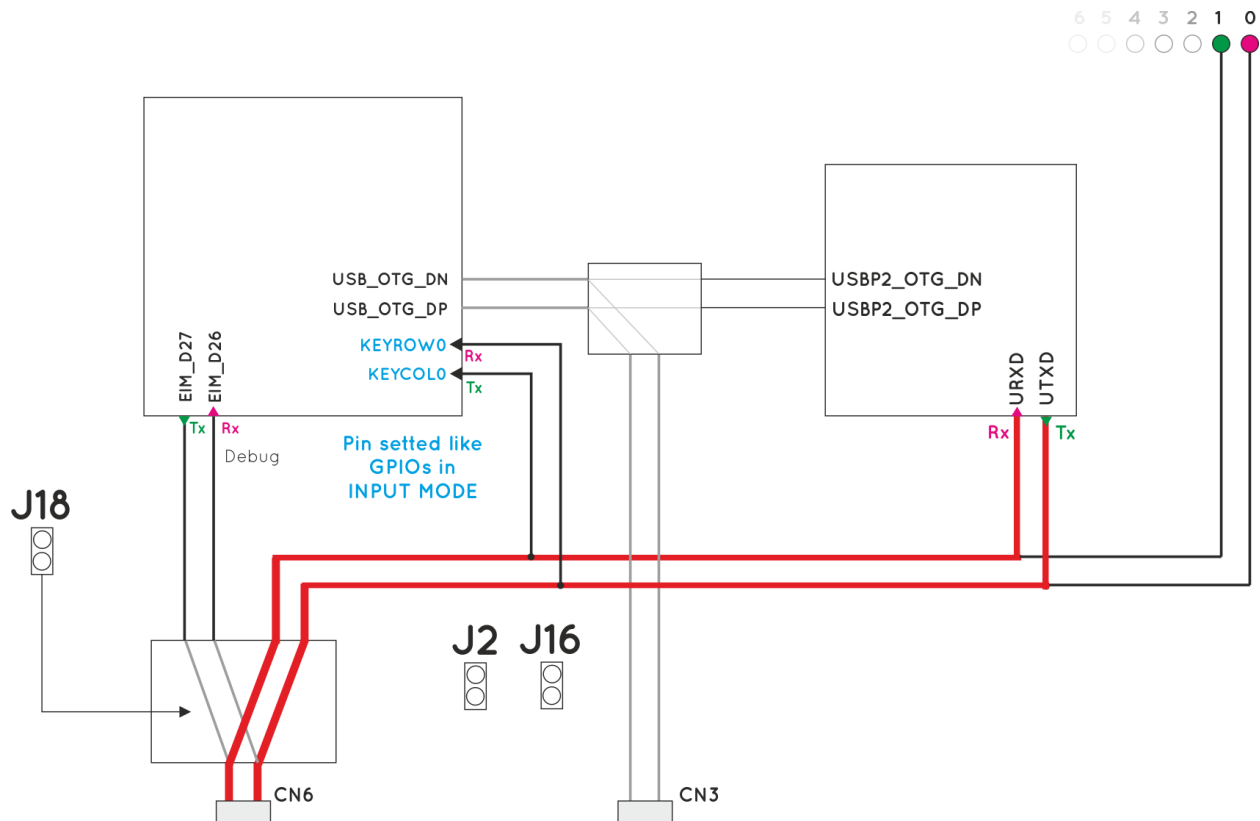 6 5 4 3 2 1 0
USB_OTG_DN
USB_OTG_DP
KEYROW0
Rx
KEYCOL0
Tx
EIM_D27
EIM_D26
Tx
Rx
Debug
Pin setted like
GPIOs in
INPUT MODE
USBP2_OTG_DN
USBP2_OTG_DP
URXD
UTXD
Rx
Tx
J18
J2
J16
CN6
CN3